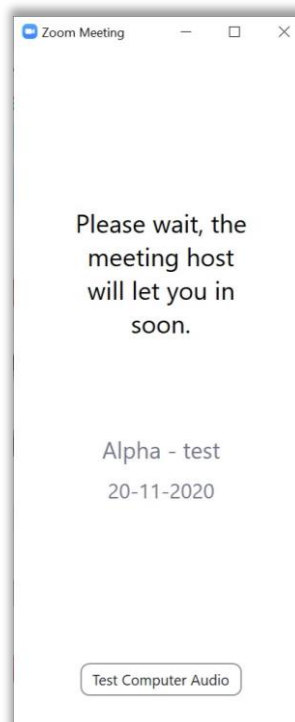 Zoom Meeting
Please wait, the
meeting host
will let you in
soon.
Alpha - test
20-11-2020
Test Computer Audio